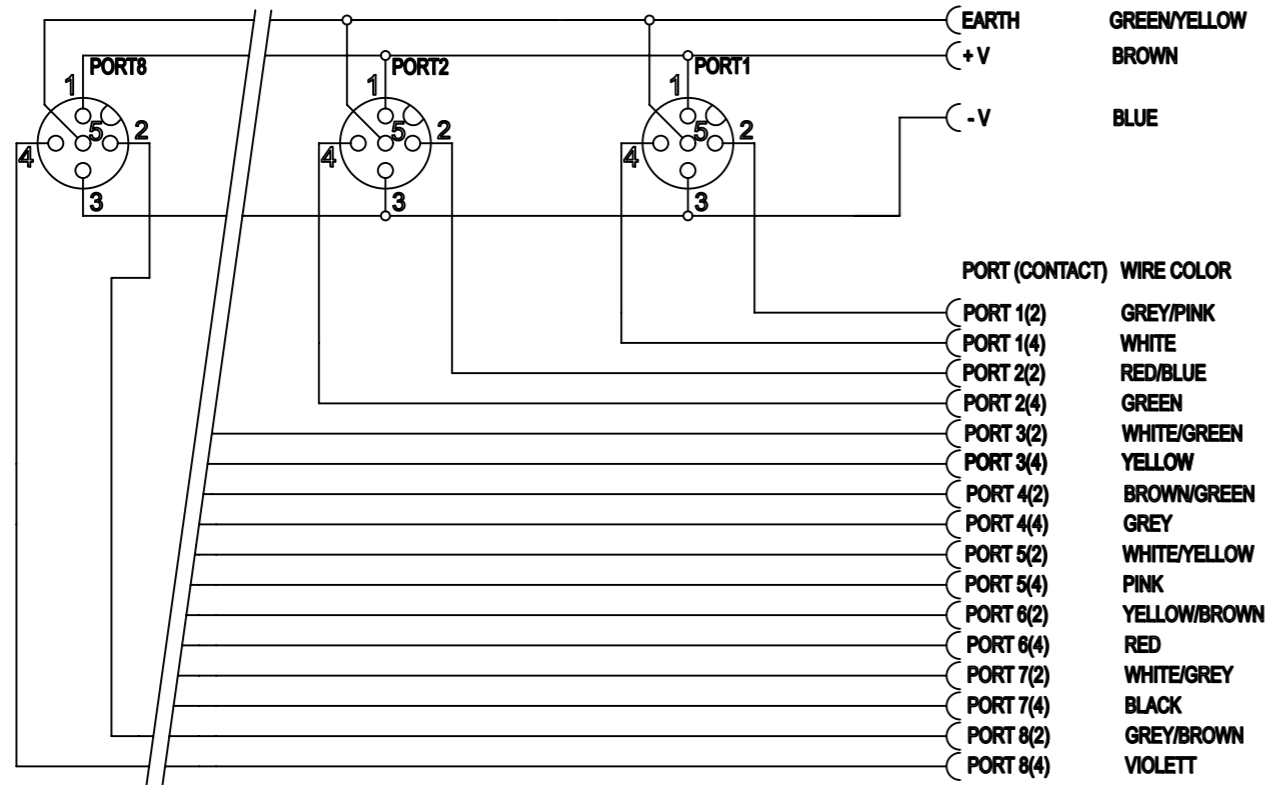 EARTH GREEN/YELLOW
+ V BROWN
PORT8 PORT2 PORT1
1 1 1
- V BLUE
5 2 5 2 5 2
4 4 4
3 3 3
PORT (CONTACT) WIRE COLOR
PORT 1(2) GREY/PINK
PORT 1(4) WHITE
PORT 2(2) RED/BLUE
PORT 2(4) GREEN
PORT 3(2) WHITE/GREEN
PORT 3(4) YELLOW
PORT 4(2) BROWN/GREEN
PORT 4(4) GREY
PORT 5(2) WHITE/YELLOW
PORT 5(4) PINK
PORT 6(2) YELLOW/BROWN
PORT 6(4) RED
PORT 7(2) WHITE/GREY
PORT 7(4) BLACK
PORT 8(2) GREY/BROWN
PORT 8(4) VIOLETT